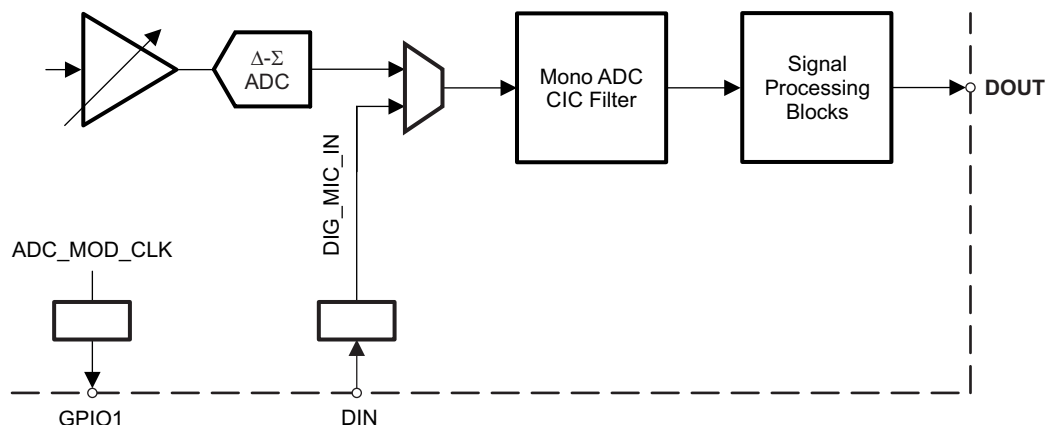 Δ-Σ
ADC
Mono ADC
CIC Filter
Signal
Processing
Blocks
DOUT
DIG_MIC_IN
ADC_MOD_CLK
GPIO1
DIN